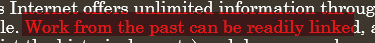 s Internet offers unlimited information throug
le. Work from the past can be readily linked, a